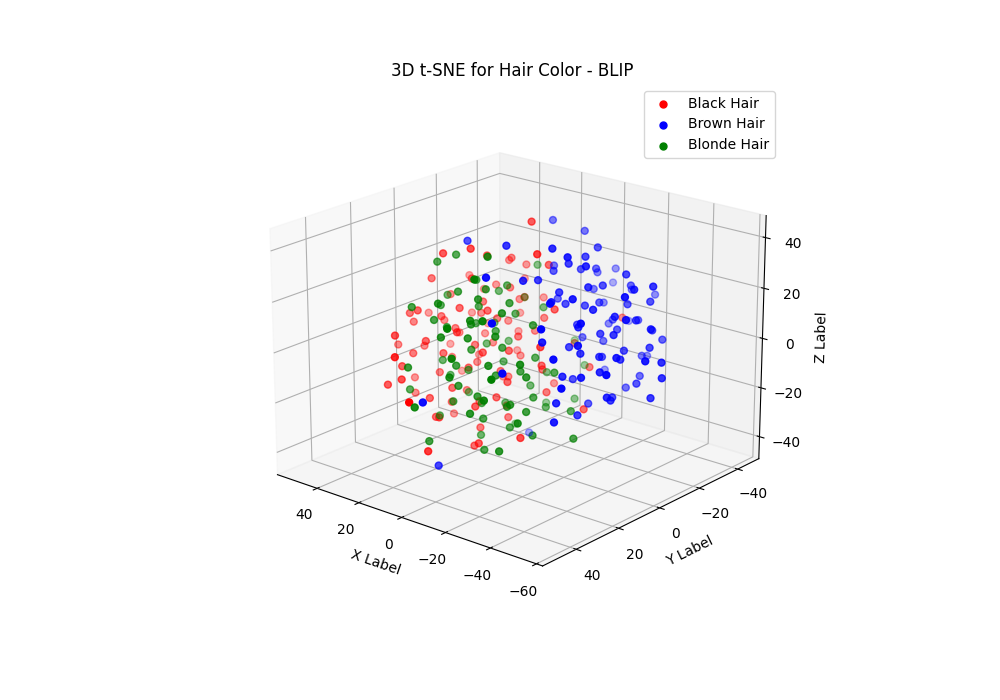 3D t-SNE for Hair Color - BLIP
Black Hair
Brown Hair
Blonde Hair
40
20
0
−20
−40
Z Label
40
20
0
−20
−40
−60
X Label
−40
−20
0
20
40
Y Label